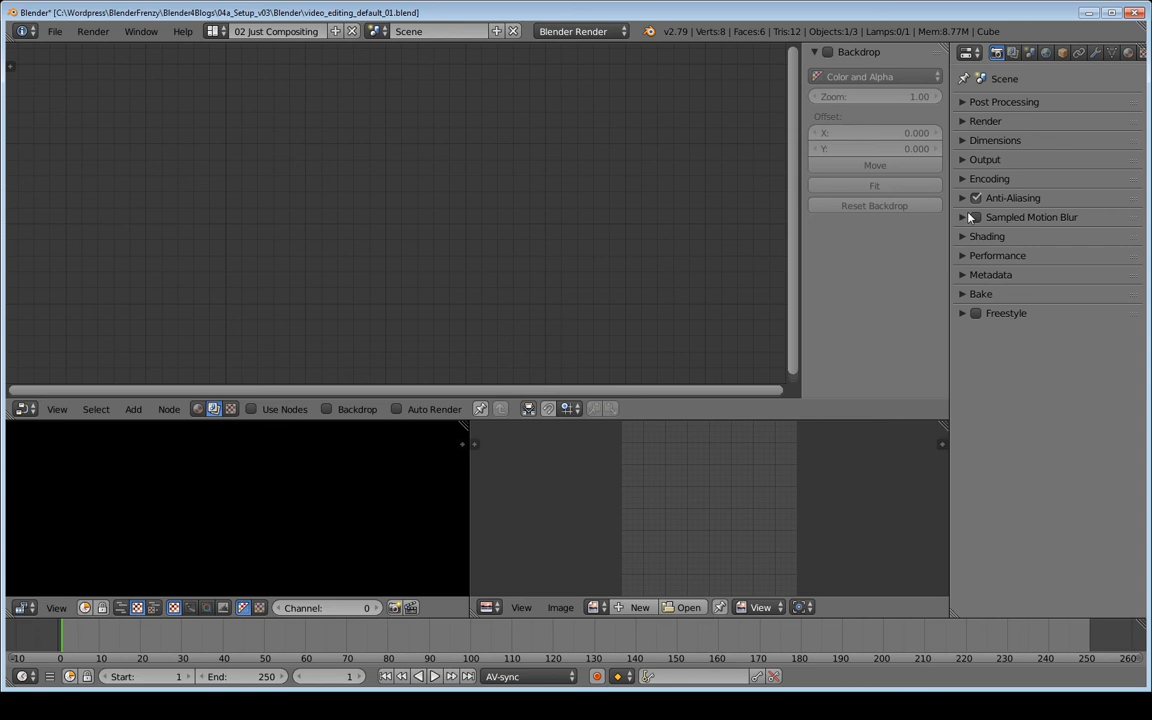 Blender* [C:\Wordpress\BlenderFrenzy\Blender4Blogs\04a_Setup_v03\Blender\video_editing_default_01.blend]
File Render Window Help 02 Just Compositing Scene Blender Render v2.79 | Verts:8 | Faces:6 | Tris:12 | Objects:1/3 | Lamps:0/1 | Mem:8.77M | Cube
Backdrop
Color and Alpha
Zoom: 1.00
Offset:
X: 0.000
Y: 0.000
Move
Fit
Reset Backdrop
Scene
Post Processing
Render
Dimensions
Output
Encoding
Anti-Aliasing
Sampled Motion Blur
Shading
Performance
Metadata
Bake
Freestyle
View Select Add Node Use Nodes Backdrop Auto Render
View Channel: 0
View Image New Open View
-10 0 10 20 30 40 50 60 70 80 90 100 110 120 130 140 150 160 170 180 190 200 210 220 230 240 250 260
Start: 1 End: 250 1 AV-sync